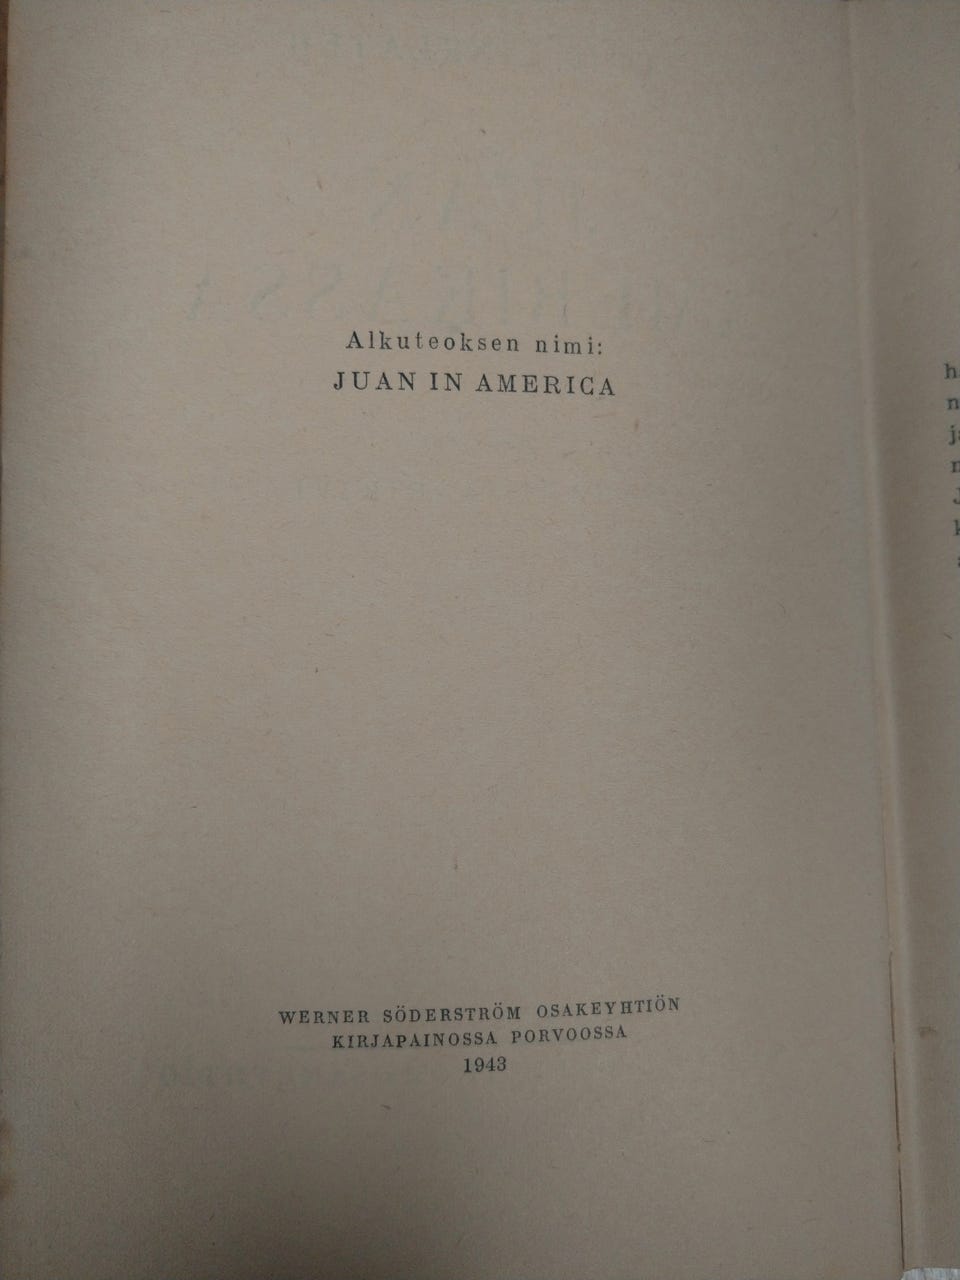 Alkuteoksen nimi:
JUAN IN AMERICA
WERNER SÖDERSTRÖM OSAKEYHTIÖN
KIRJAPAINOSSA PORVOOSSA
1943